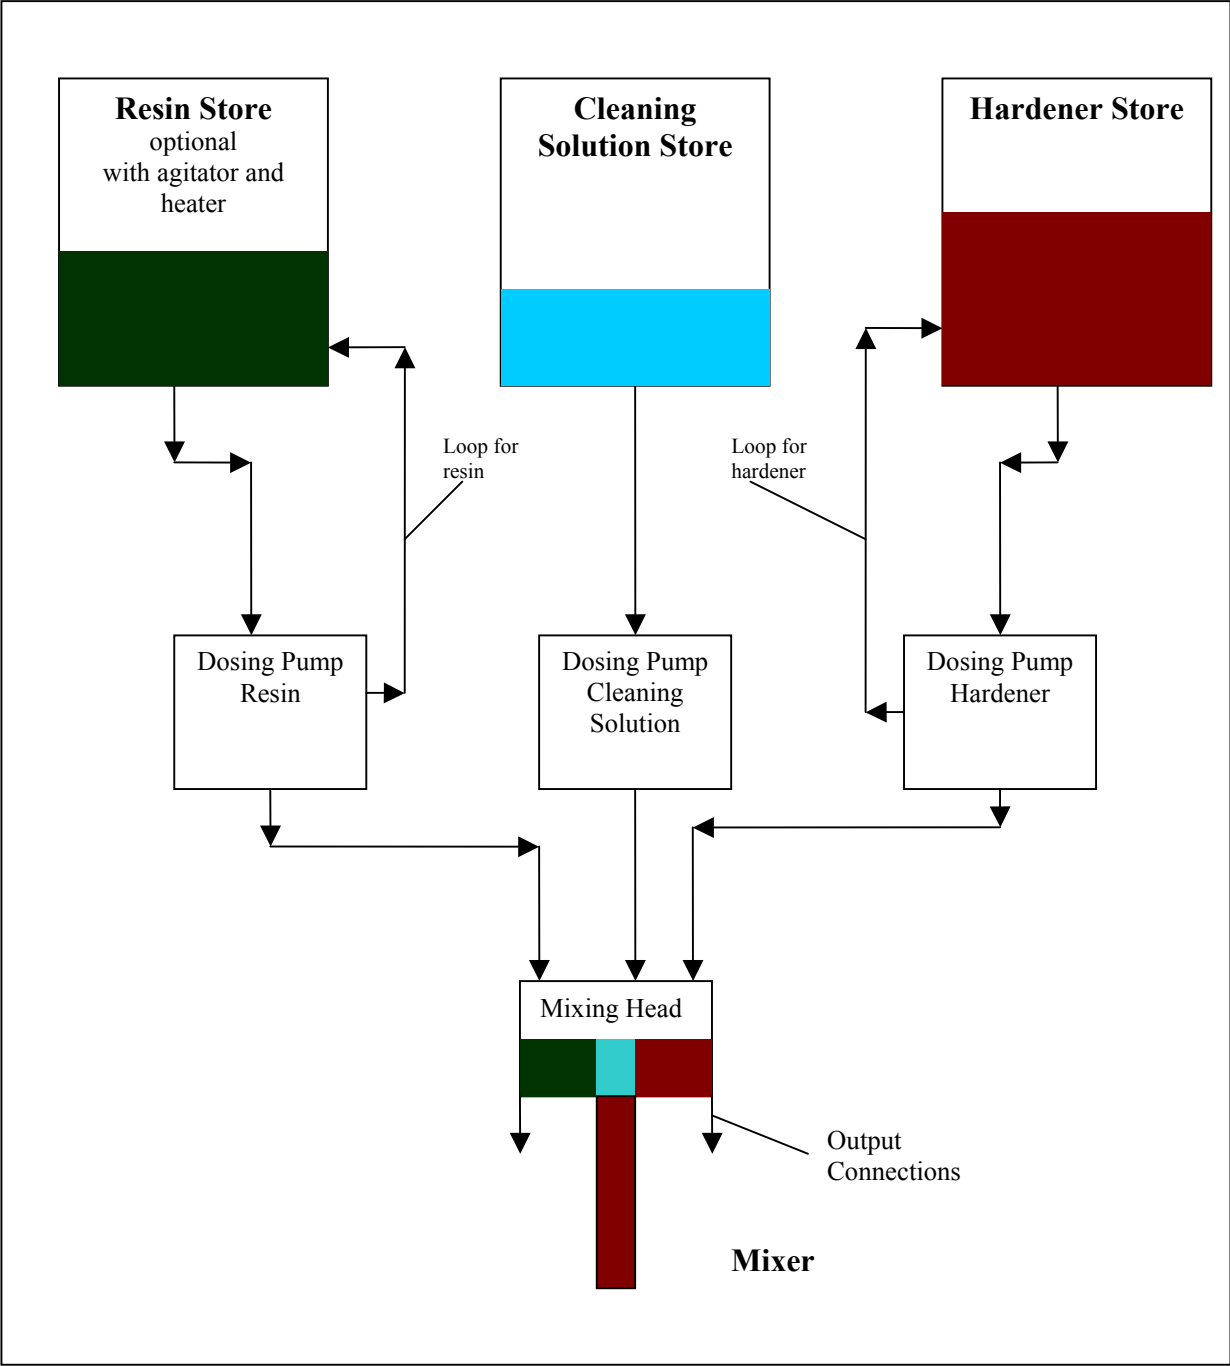 Resin Store
optional
with agitator and
heater
Cleaning
Solution Store
Hardener Store
Loop for
resin
Loop for
hardener
Dosing Pump
Resin
Dosing Pump
Cleaning
Solution
Dosing Pump
Hardener
Mixing Head
Output
Connections
Mixer